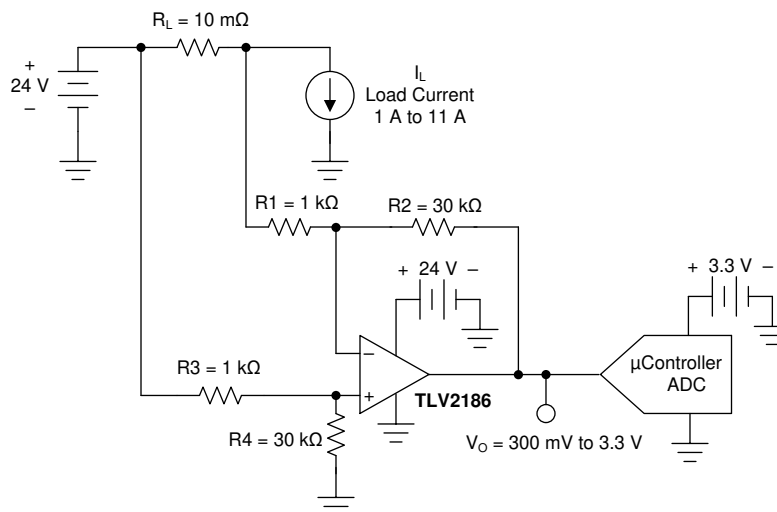 R_L = 10 mΩ
+
24 V
–
I_L
Load Current
1 A to 11 A
R1 = 1 kΩ
R2 = 30 kΩ
+ 24 V –
+ 3.3 V –
R3 = 1 kΩ
–
+
TLV2186
µController
ADC
R4 = 30 kΩ
V_O = 300 mV to 3.3 V